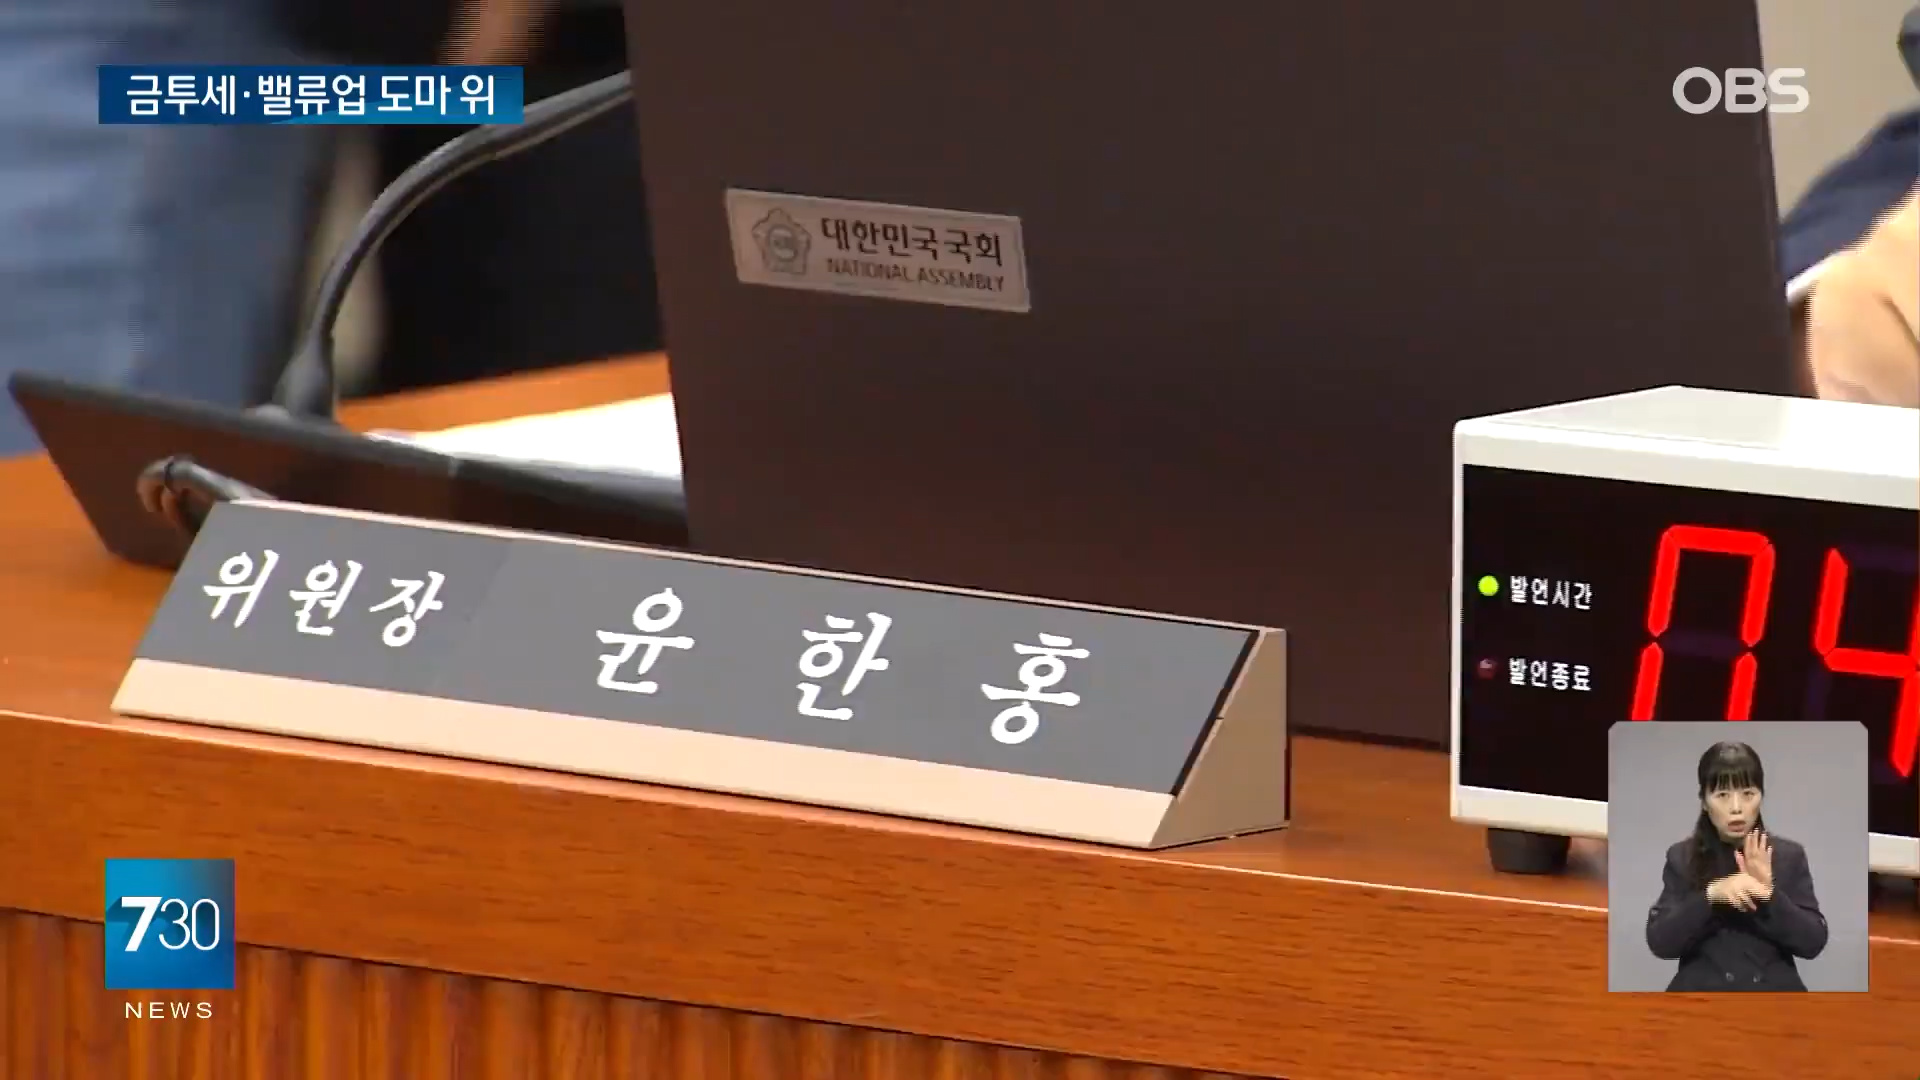 금투세·밸류업 도마 위
OBS
대한민국국회
NATIONAL ASSEMBLY
위원장 윤한홍
발언시간
발언종료
04
730
NEWS